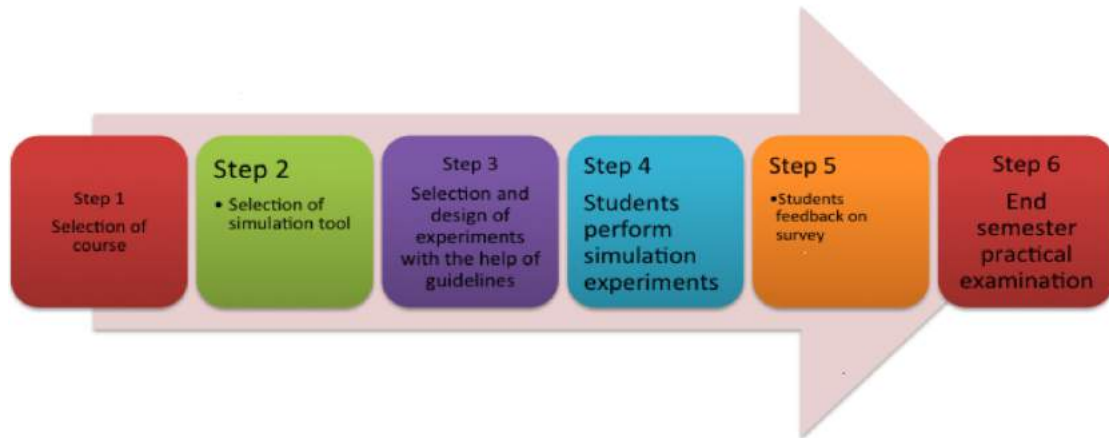 Step 1
Selection of
course
Step 2
• Selection of
simulation tool
Step 3
Selection and
design of
experiments
with the help of
guidelines
Step 4
Students
perform
simulation
experiments
Step 5
•Students
feedback on
survey
Step 6
End
semester
practical
examination